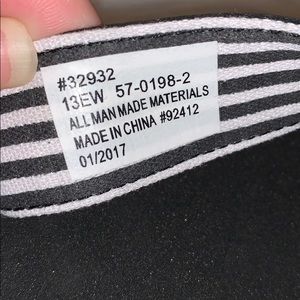 #32932
13EW 57-0198-2
ALL MAN MADE MATERIALS
MADE IN CHINA #92412
01/2017